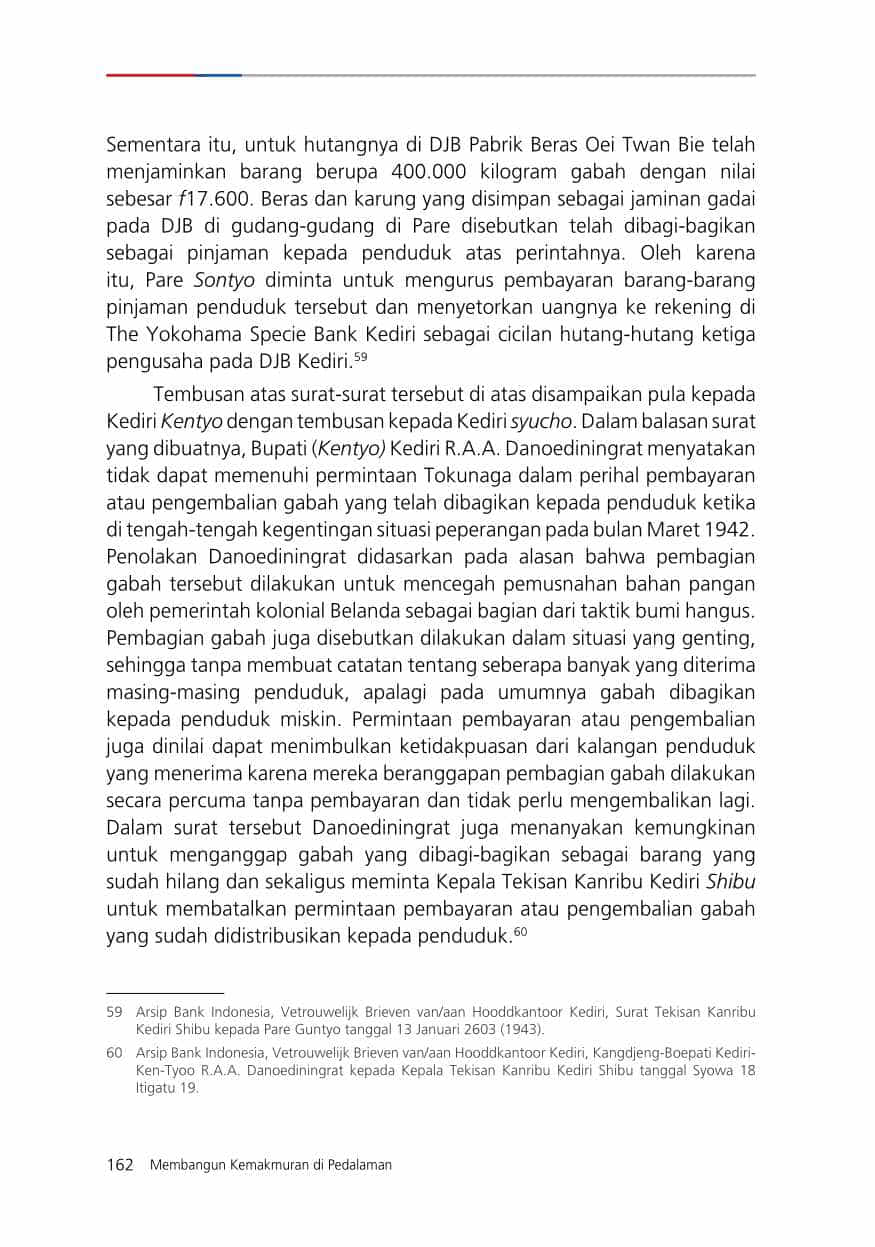 Sementara itu, untuk hutangnya di DJB Pabrik Beras Oei Twan Bie telah
menjaminkan barang berupa 400.000 kilogram gabah dengan nilai
sebesar f17.600. Beras dan karung yang disimpan sebagai jaminan gadai
pada DJB di gudang-gudang di Pare disebutkan telah dibagi-bagikan
sebagai pinjaman kepada penduduk atas perintahnya. Oleh karena
itu, Pare Sontyo diminta untuk mengurus pembayaran barang-barang
pinjaman penduduk tersebut dan menyetorkan uangnya ke rekening di
The Yokohama Specie Bank Kediri sebagai cicilan hutang-hutang ketiga
pengusaha pada DJB Kediri.59
Tembusan atas surat-surat tersebut di atas disampaikan pula kepada
Kediri Kentyo dengan tembusan kepada Kediri syucho. Dalam balasan surat
yang dibuatnya, Bupati (Kentyo) Kediri R.A.A. Danoediningrat menyatakan
tidak dapat memenuhi permintaan Tokunaga dalam perihal pembayaran
atau pengembalian gabah yang telah dibagikan kepada penduduk ketika
di tengah-tengah kegentingan situasi peperangan pada bulan Maret 1942.
Penolakan Danoediningrat didasarkan pada alasan bahwa pembagian
gabah tersebut dilakukan untuk mencegah pemusnahan bahan pangan
oleh pemerintah kolonial Belanda sebagai bagian dari taktik bumi hangus.
Pembagian gabah juga disebutkan dilakukan dalam situasi yang genting,
sehingga tanpa membuat catatan tentang seberapa banyak yang diterima
masing-masing penduduk, apalagi pada umumnya gabah dibagikan
kepada penduduk miskin. Permintaan pembayaran atau pengembalian
juga dinilai dapat menimbulkan ketidakpuasan dari kalangan penduduk
yang menerima karena mereka beranggapan pembagian gabah dilakukan
secara percuma tanpa pembayaran dan tidak perlu mengembalikan lagi.
Dalam surat tersebut Danoediningrat juga menanyakan kemungkinan
untuk menganggap gabah yang dibagi-bagikan sebagai barang yang
sudah hilang dan sekaligus meminta Kepala Tekisan Kanribu Kediri Shibu
untuk membatalkan permintaan pembayaran atau pengembalian gabah
yang sudah didistribusikan kepada penduduk.60
59 Arsip Bank Indonesia, Vetrouwelijk Brieven van/aan Hooddkantoor Kediri, Surat Tekisan Kanribu
Kediri Shibu kepada Pare Guntyo tanggal 13 Januari 2603 (1943).
60 Arsip Bank Indonesia, Vetrouwelijk Brieven van/aan Hooddkantoor Kediri, Kangdjeng-Boepati Kediri-
Ken-Tyoo R.A.A. Danoediningrat kepada Kepala Tekisan Kanribu Kediri Shibu tanggal Syowa 18
Itigatu 19.
162 Membangun Kemakmuran di Pedalaman